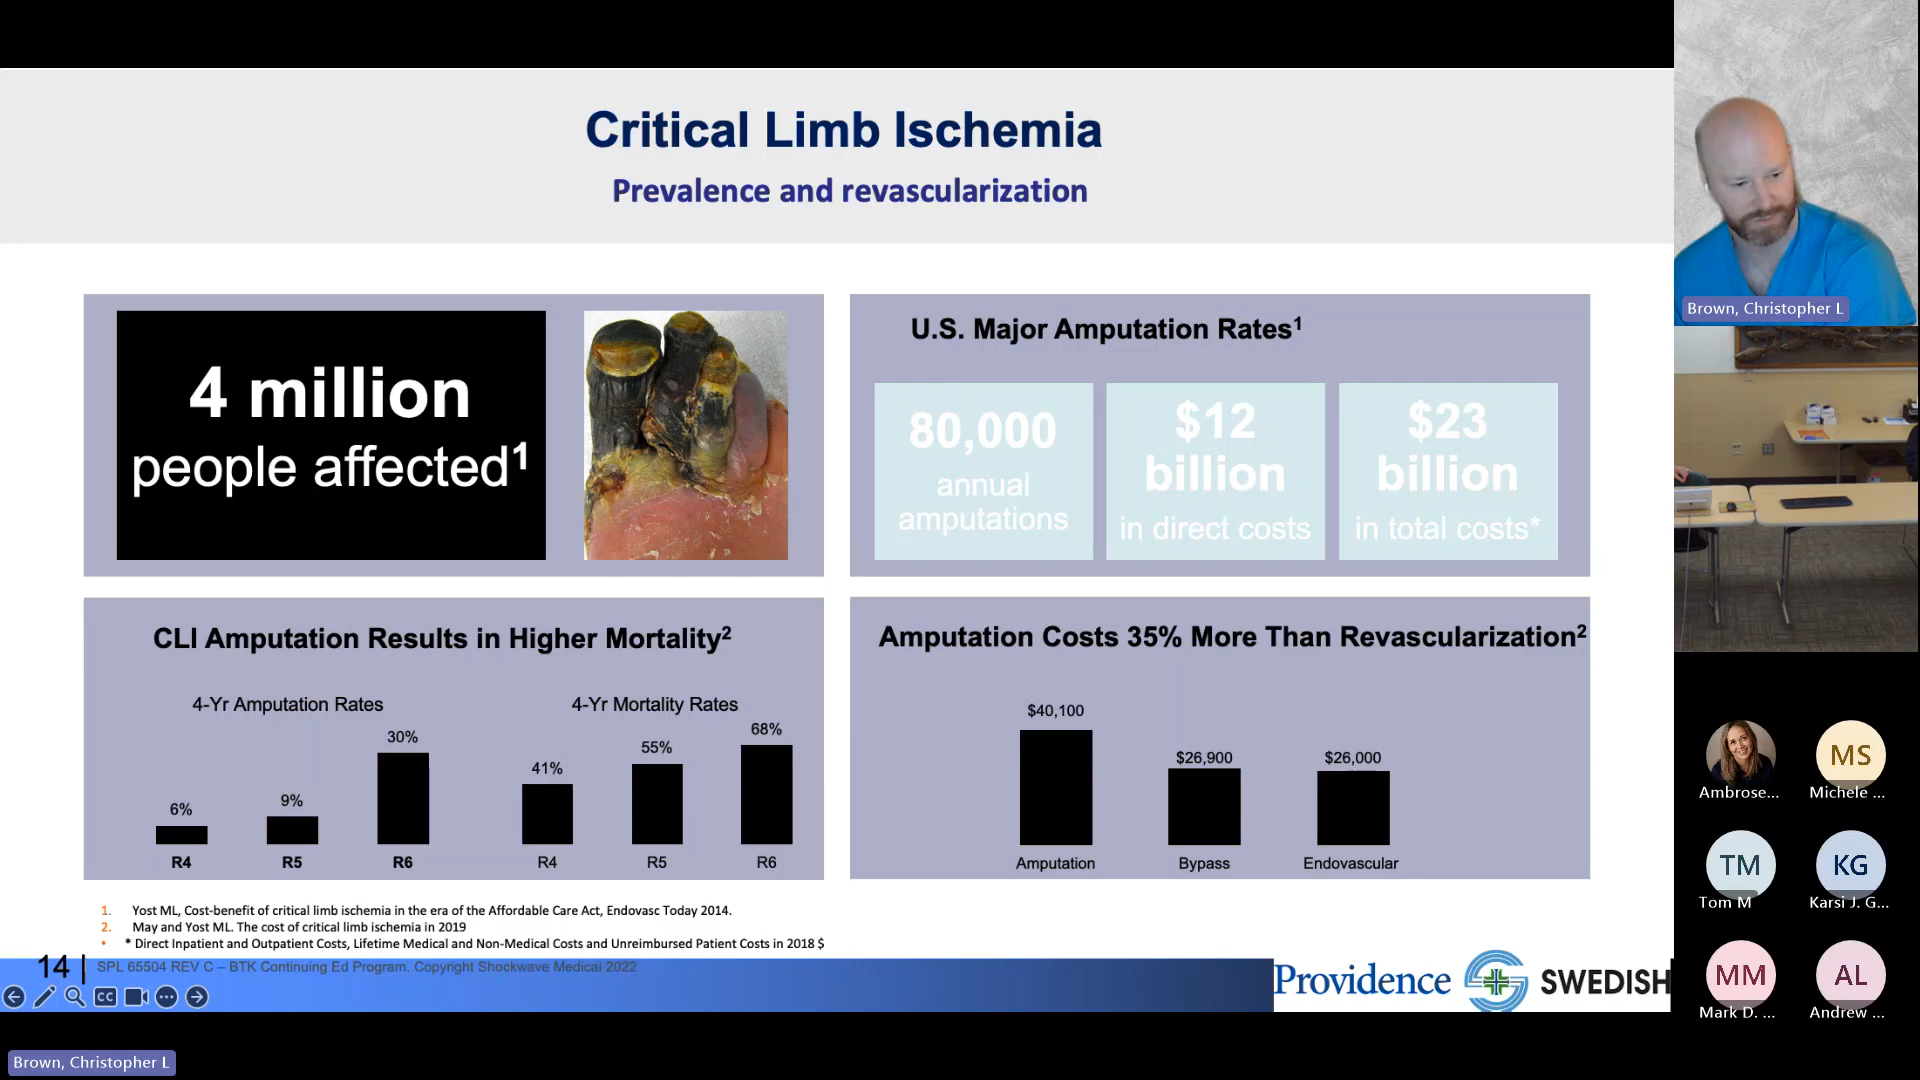 Critical Limb Ischemia
Prevalence and revascularization
4 million
people affected1
U.S. Major Amputation Rates1
80,000
annual
amputations
$12
billion
in direct costs
$23
billion
in total costs*
CLI Amputation Results in Higher Mortality2
4-Yr Amputation Rates
6%
9%
30%
R4
R5
R6
4-Yr Mortality Rates
41%
55%
68%
R4
R5
R6
Amputation Costs 35% More Than Revascularization2
$40,100
$26,900
$26,000
Amputation
Bypass
Endovascular
1. Yost ML, Cost-benefit of critical limb ischemia in the era of the Affordable Care Act, Endovasc Today 2014.
2. May and Yost ML. The cost of critical limb ischemia in 2019
• * Direct Inpatient and Outpatient Costs, Lifetime Medical and Non-Medical Costs and Unreimbursed Patient Costs in 2018 $
14 | SPL 65504 REV C – BTK Continuing Ed Program. Copyright Shockwave Medical 2022
CC
Providence
SWEDISH
Brown, Christopher L
Brown, Christopher L
Ambrose...
MS
Michele ...
TM
Tom M
KG
Karsi J. G...
MM
Mark D. ...
AL
Andrew ...